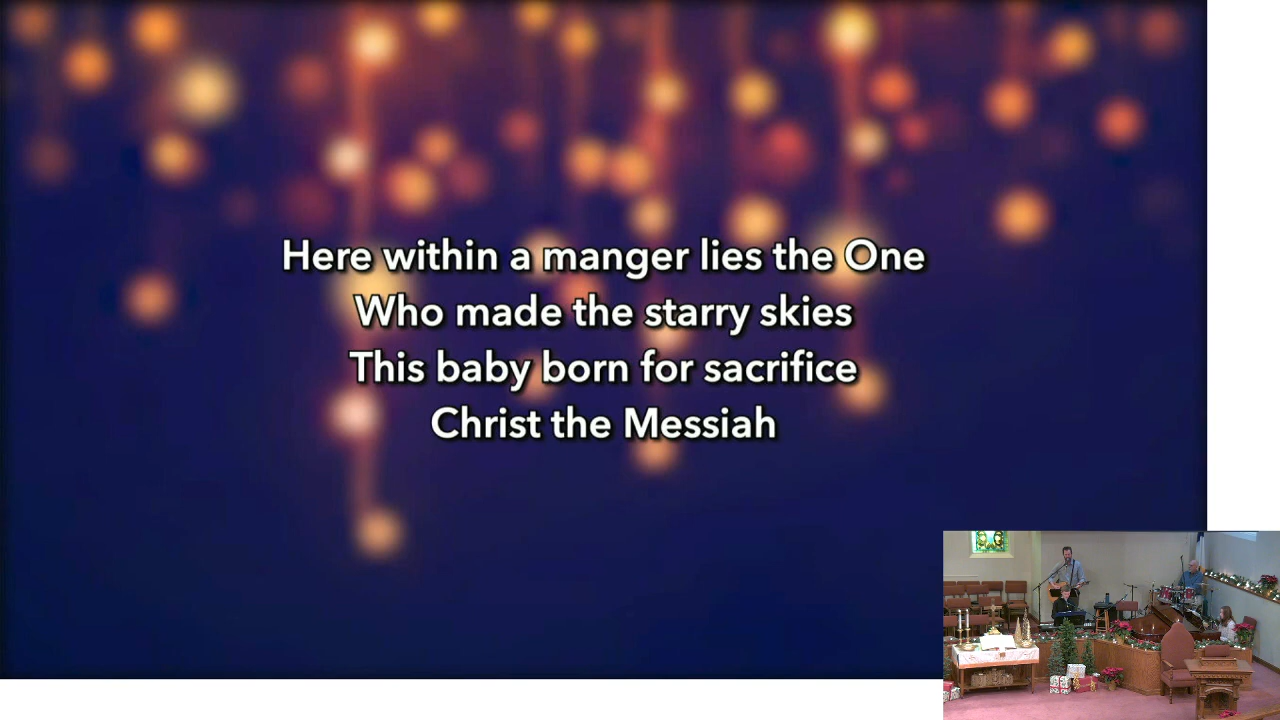 Here within a manger lies the One
Who made the starry skies
This baby born for sacrifice
Christ the Messiah